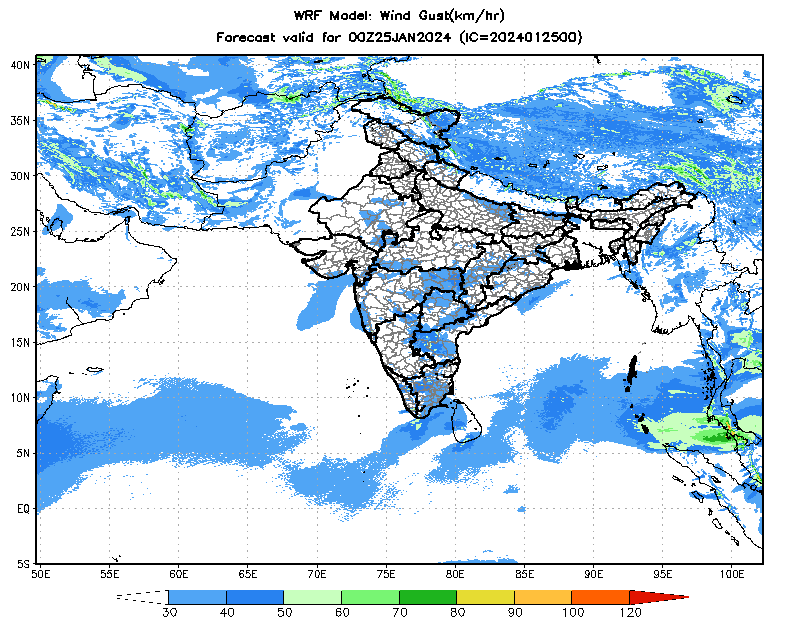 WRF Model: Wind Gust(km/hr)
Forecast valid for 00Z25JAN2024 (IC=2024012500)
40N
35N
30N
25N
20N
15N
10N
5N
EQ
5S
50E 55E 60E 65E 70E 75E 80E 85E 90E 95E 100E
30 40 50 60 70 80 90 100 120